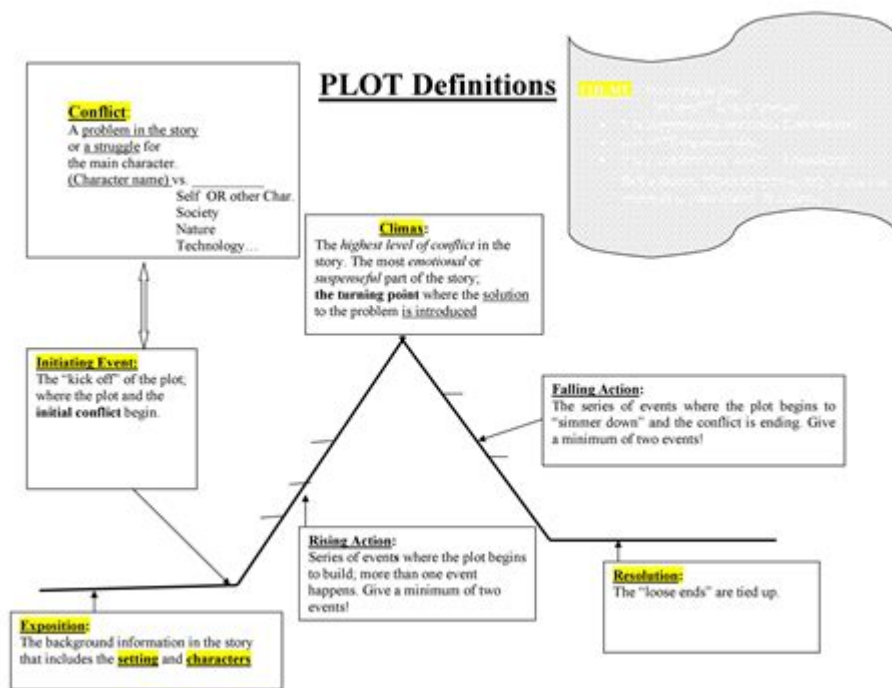 PLOT Definitions
Conflict:
A problem in the story
or a struggle for
the main character.
(Character name) vs. __________
Self OR other Char.
Society
Nature
Technology…
Climax:
The highest level of conflict in the
story. The most emotional or
suspenseful part of the story;
the turning point where the solution
to the problem is introduced
Initiating Event:
The “kick off” of the plot;
where the plot and the
initial conflict begin.
Falling Action:
The series of events where the plot begins to
“simmer down” and the conflict is ending. Give
a minimum of two events!
Rising Action:
Series of events where the plot begins
to build; more than one event
happens. Give a minimum of two
events!
Resolution:
The “loose ends” are tied up.
Exposition:
The background information in the story
that includes the setting and characters